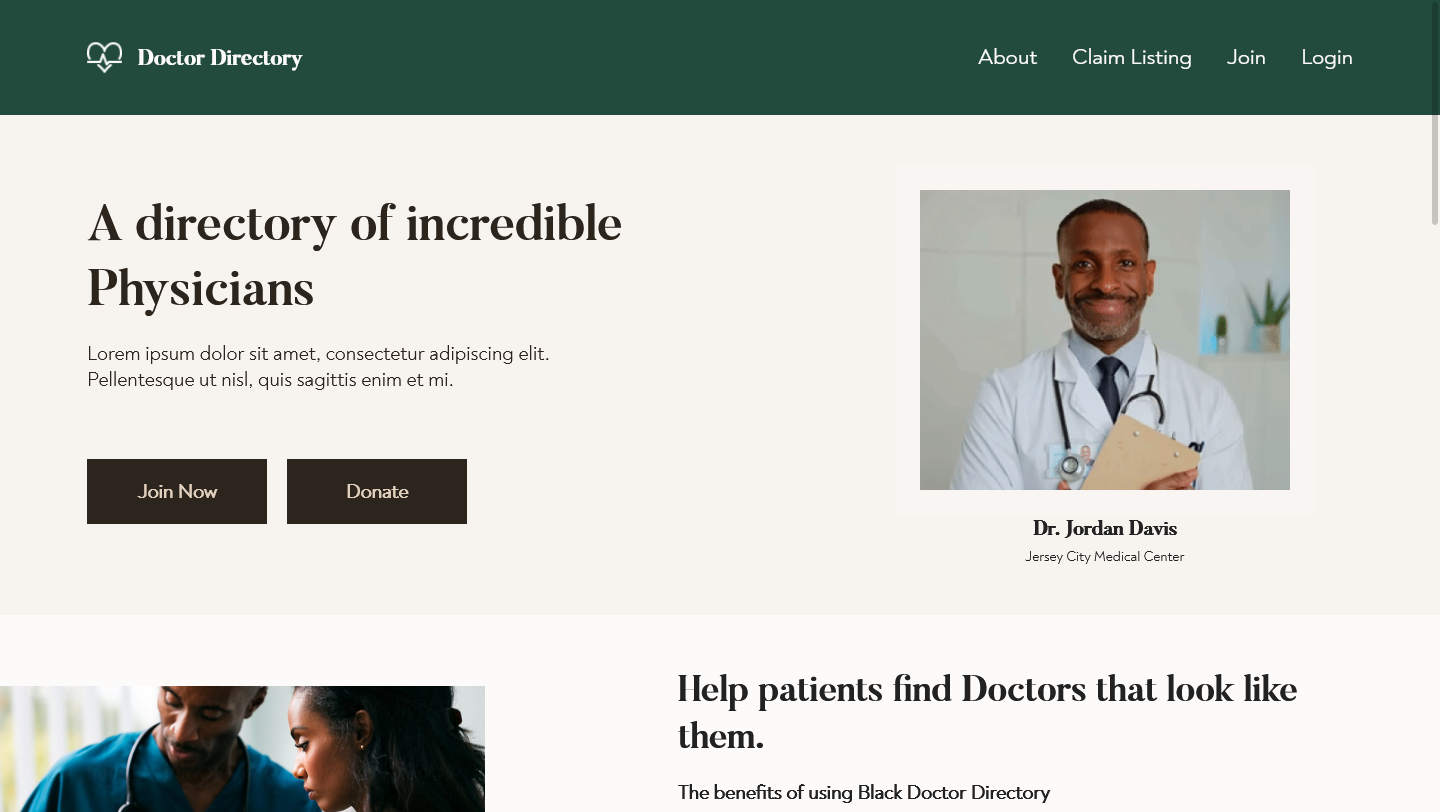 Doctor Directory
About
Claim Listing
Join
Login
A directory of incredible
Physicians
Lorem ipsum dolor sit amet, consectetur adipiscing elit.
Pellentesque ut nisl, quis sagittis enim et mi.
Join Now
Donate
Dr. Jordan Davis
Jersey City Medical Center
Help patients find Doctors that look like
them.
The benefits of using Black Doctor Directory